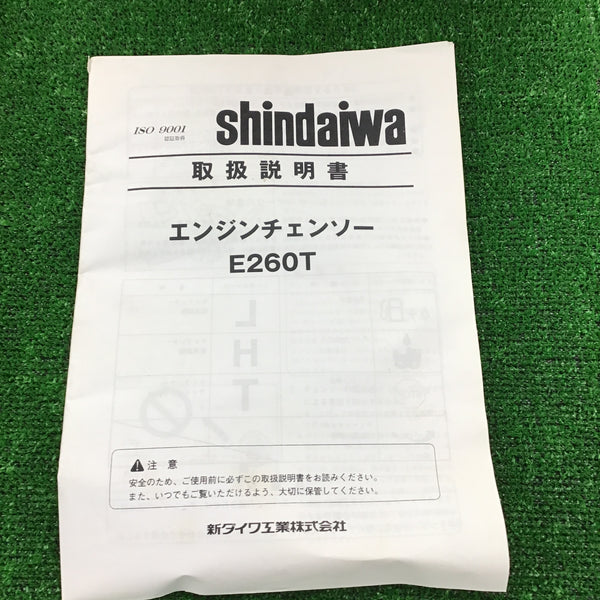 ISO 9001
認証取得
shindaiwa
取扱説明書
エンジンチェンソー
E260T
注 意
安全のため、ご使用前に必ずこの取扱説明書をお読みください。
また、いつでもご覧いただけるよう、大切に保管してください。
新ダイワ工業株式会社